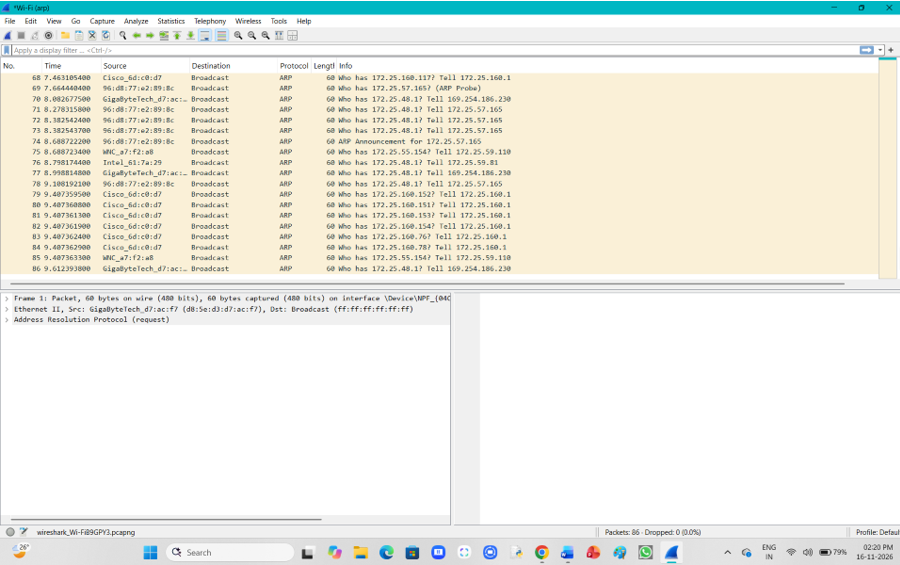 *Wi-Fi (arp)
File Edit View Go Capture Analyze Statistics Telephony Wireless Tools Help
Apply a display filter ... <Ctrl-/>
No. Time Source Destination Protocol Length Info
68 7.463105400 Cisco_6d:c0:d7 Broadcast ARP 60 Who has 172.25.160.117? Tell 172.25.160.1
69 7.664440900 96:d8:77:e2:89:8c Broadcast ARP 60 Who has 172.25.57.165? (ARP Probe)
70 8.082677500 GigaByteTech_d7:ac:… Broadcast ARP 60 Who has 172.25.48.1? Tell 169.254.186.230
71 8.278315800 96:d8:77:e2:89:8c Broadcast ARP 60 Who has 172.25.48.1? Tell 172.25.57.165
72 8.382542400 96:d8:77:e2:89:8c Broadcast ARP 60 Who has 172.25.48.1? Tell 172.25.57.165
73 8.382543700 96:d8:77:e2:89:8c Broadcast ARP 60 Who has 172.25.48.1? Tell 172.25.57.165
74 8.688722200 96:d8:77:e2:89:8c Broadcast ARP 60 ARP Announcement for 172.25.57.165
75 8.688723400 WNC_a7:f2:a8 Broadcast ARP 60 Who has 172.25.55.154? Tell 172.25.59.110
76 8.798174400 Intel_61:7a:29 Broadcast ARP 60 Who has 172.25.48.1? Tell 172.25.59.81
77 8.998814800 GigaByteTech_d7:ac:… Broadcast ARP 60 Who has 172.25.48.1? Tell 169.254.186.230
78 9.108192100 96:d8:77:e2:89:8c Broadcast ARP 60 Who has 172.25.48.1? Tell 172.25.57.165
79 9.407359500 Cisco_6d:c0:d7 Broadcast ARP 60 Who has 172.25.160.152? Tell 172.25.160.1
80 9.407360800 Cisco_6d:c0:d7 Broadcast ARP 60 Who has 172.25.160.151? Tell 172.25.160.1
81 9.407361300 Cisco_6d:c0:d7 Broadcast ARP 60 Who has 172.25.160.153? Tell 172.25.160.1
82 9.407361900 Cisco_6d:c0:d7 Broadcast ARP 60 Who has 172.25.160.154? Tell 172.25.160.1
83 9.407362400 Cisco_6d:c0:d7 Broadcast ARP 60 Who has 172.25.160.76? Tell 172.25.160.1
84 9.407362900 Cisco_6d:c0:d7 Broadcast ARP 60 Who has 172.25.160.78? Tell 172.25.160.1
85 9.407363300 WNC_a7:f2:a8 Broadcast ARP 60 Who has 172.25.55.154? Tell 172.25.59.110
86 9.612393800 GigaByteTech_d7:ac:… Broadcast ARP 60 Who has 172.25.48.1? Tell 169.254.186.230
Frame 1: Packet, 60 bytes on wire (480 bits), 60 bytes captured (480 bits) on interface \Device\NPF_{04C
Ethernet II, Src: GigaByteTech_d7:ac:f7 (d8:5e:d3:d7:ac:f7), Dst: Broadcast (ff:ff:ff:ff:ff:ff)
Address Resolution Protocol (request)
wireshark_Wi-FiB9GPY3.pcapng Packets: 86 · Dropped: 0 (0.0%) Profile: Defau
26° Search ENG IN 79% 02:20 PM 16-11-2026